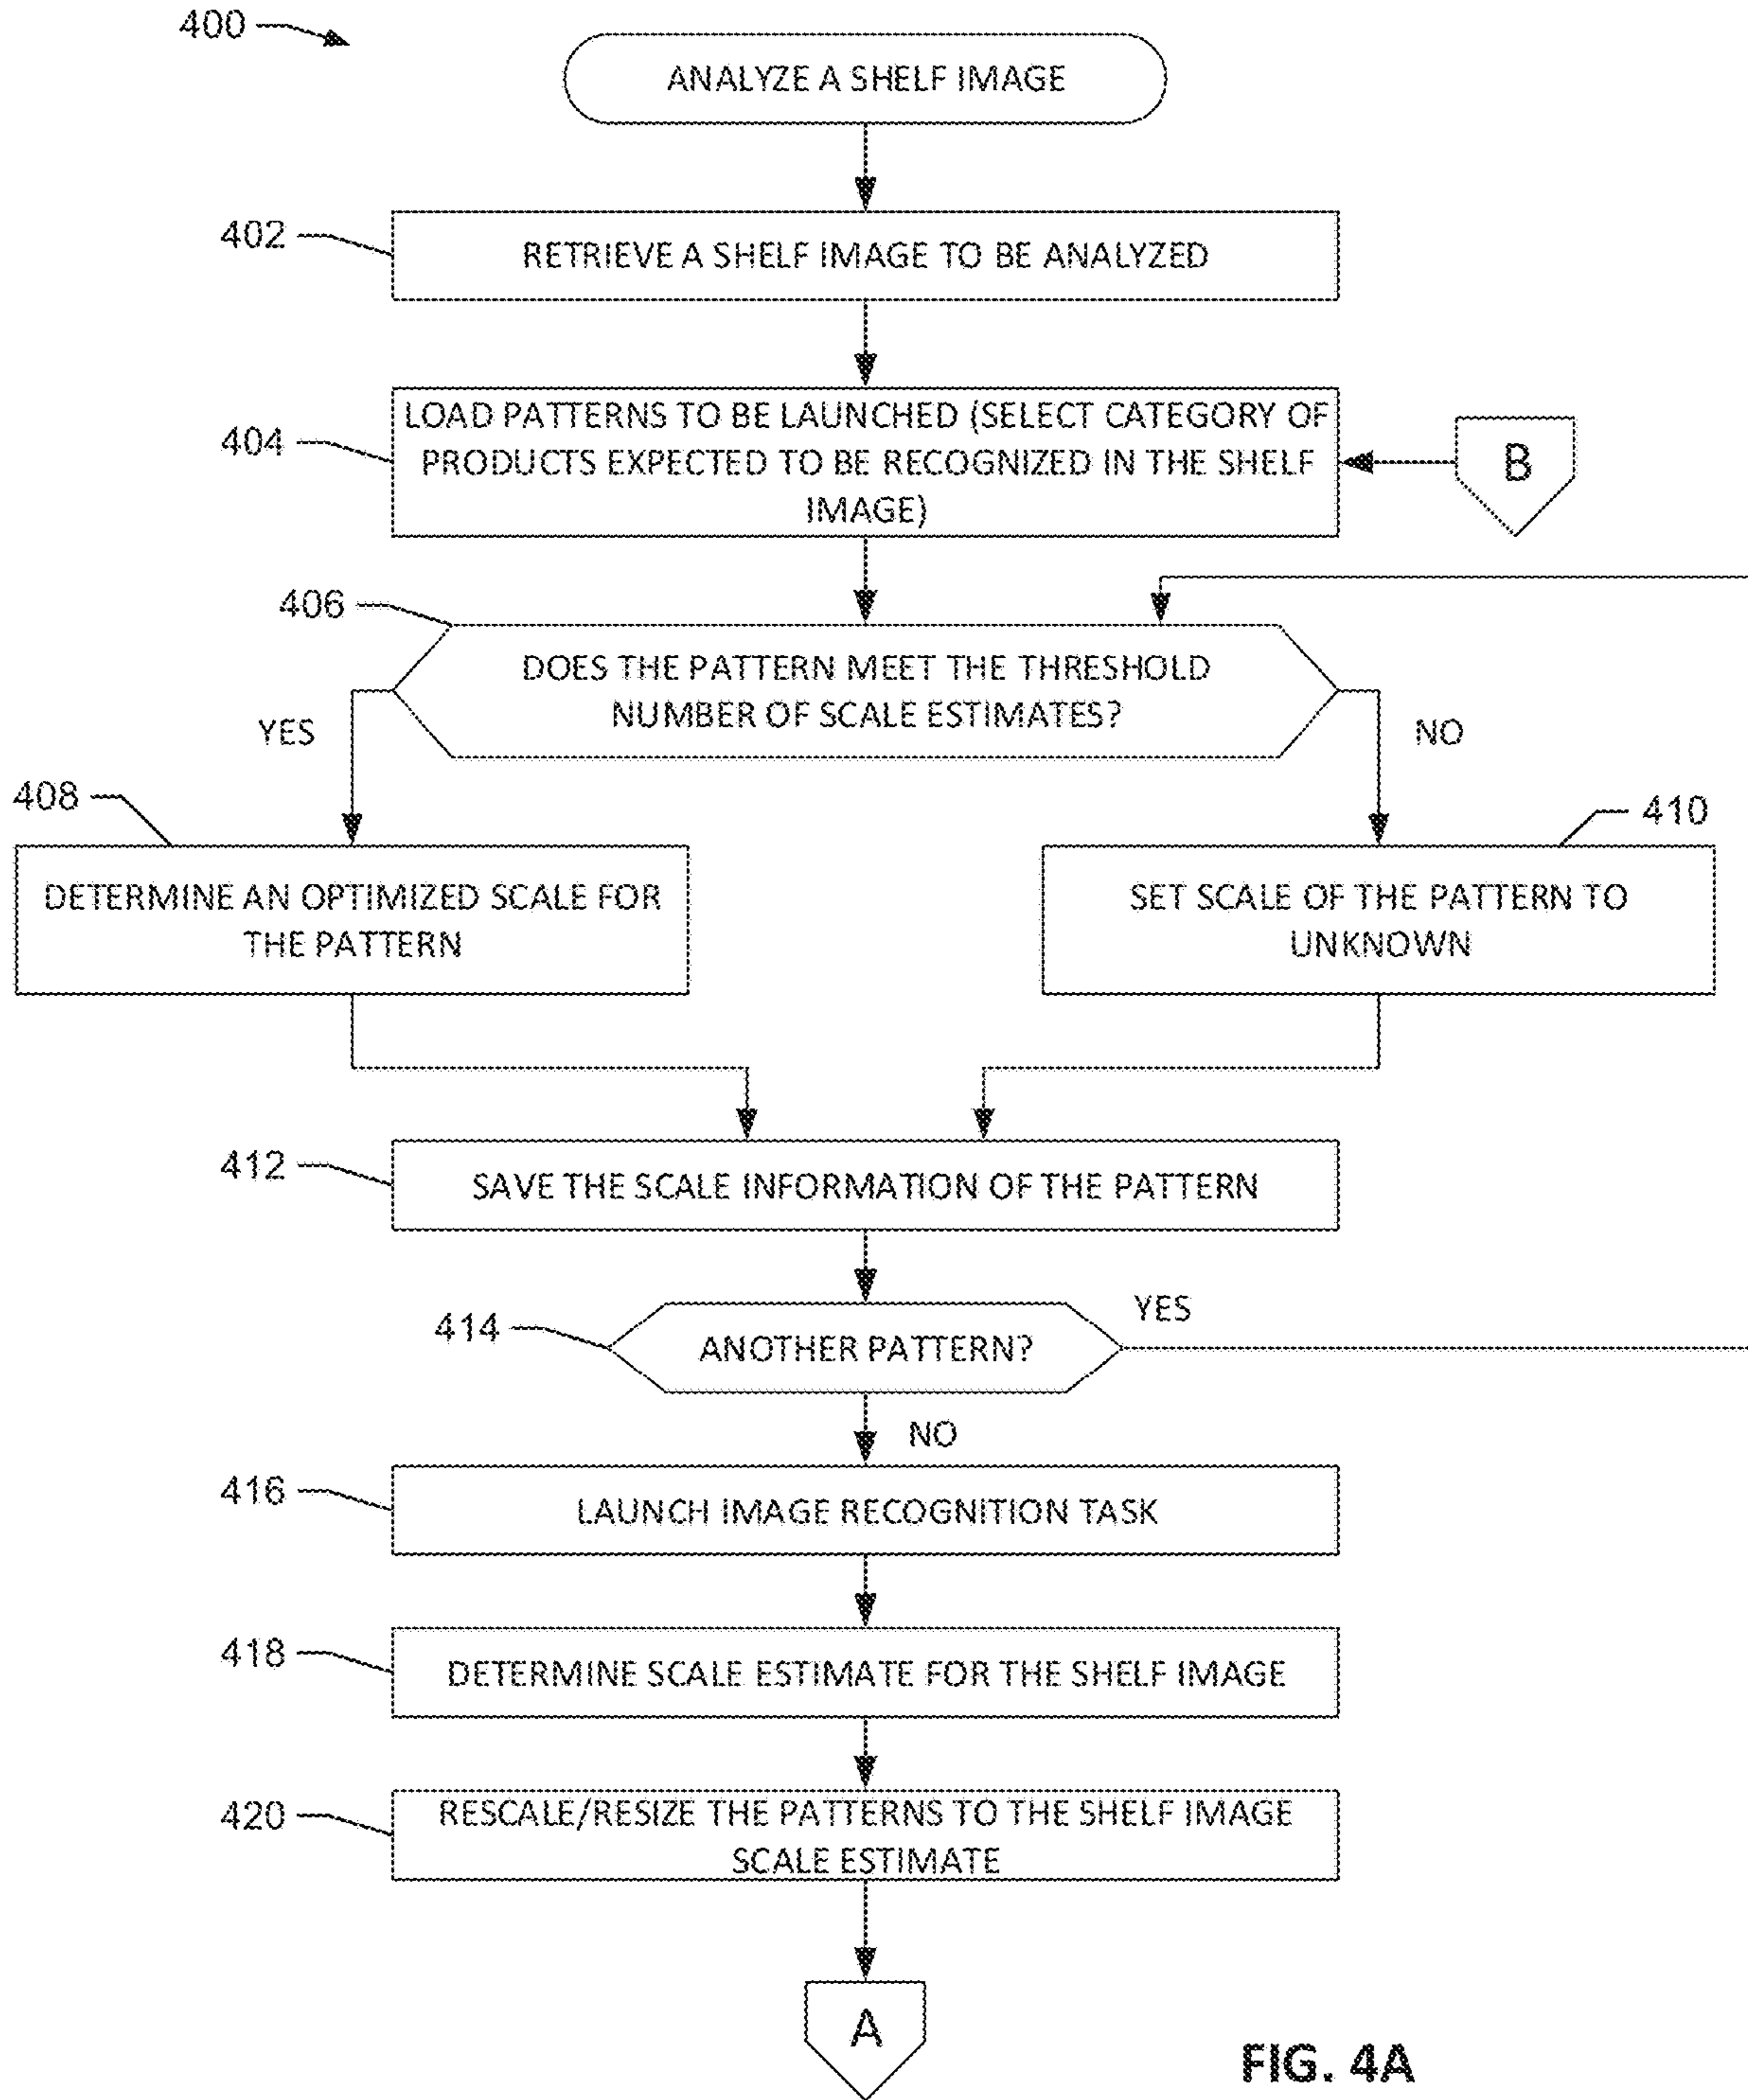 400
ANALYZE A SHELF IMAGE
402
RETRIEVE A SHELF IMAGE TO BE ANALYZED
404
LOAD PATTERNS TO BE LAUNCHED (SELECT CATEGORY OF
PRODUCTS EXPECTED TO BE RECOGNIZED IN THE SHELF
IMAGE)
B
406
DOES THE PATTERN MEET THE THRESHOLD
NUMBER OF SCALE ESTIMATES?
YES
NO
408
DETERMINE AN OPTIMIZED SCALE FOR
THE PATTERN
410
SET SCALE OF THE PATTERN TO
UNKNOWN
412
SAVE THE SCALE INFORMATION OF THE PATTERN
414
ANOTHER PATTERN?
YES
NO
416
LAUNCH IMAGE RECOGNITION TASK
418
DETERMINE SCALE ESTIMATE FOR THE SHELF IMAGE
420
RESCALE/RESIZE THE PATTERNS TO THE SHELF IMAGE
SCALE ESTIMATE
A
FIG. 4A